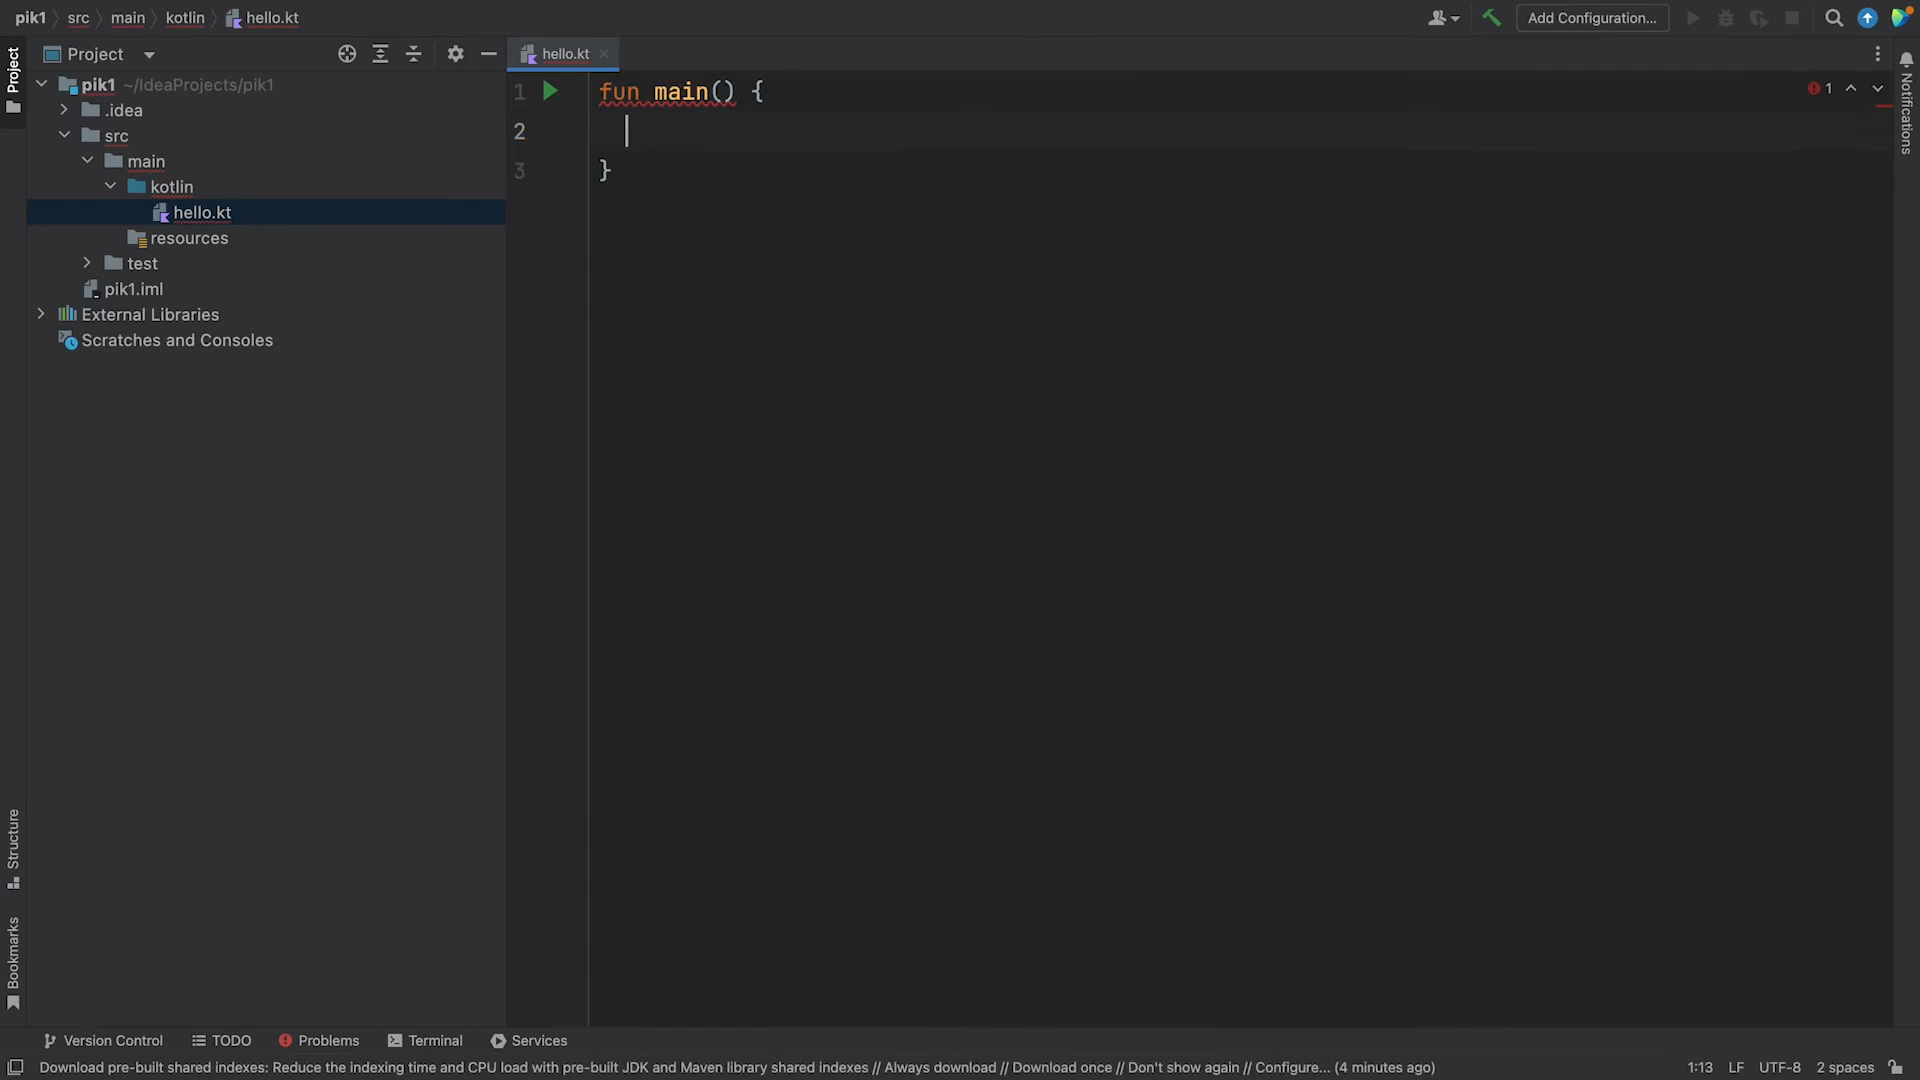 pik1 src main kotlin hello.kt
Add Configuration...
Project
hello.kt
Project
pik1 ~/IdeaProjects/pik1
.idea
src
main
kotlin
hello.kt
resources
test
pik1.iml
External Libraries
Scratches and Consoles
1 fun main() {
2
3 }
1
Notifications
Structure
Bookmarks
Version Control TODO Problems Terminal Services
Download pre-built shared indexes: Reduce the indexing time and CPU load with pre-built JDK and Maven library shared indexes // Always download // Download once // Don't show again // Configure... (4 minutes ago) 1:13 LF UTF-8 2 spaces